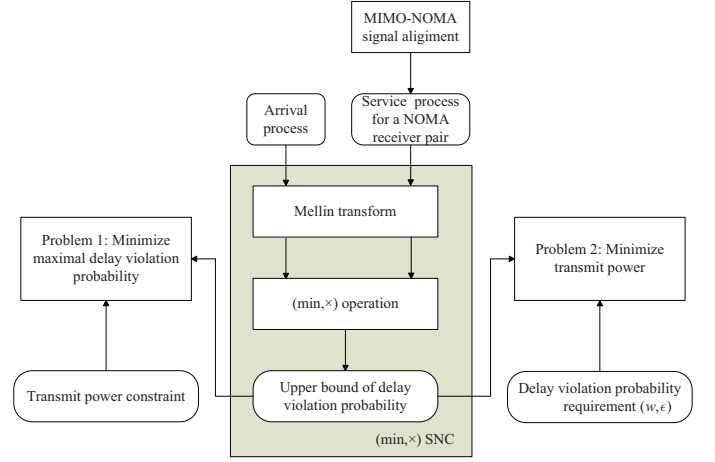 MIMO-NOMA
signal aligiment
Arrival
process
Service process
for a NOMA
receiver pair
Mellin transform
Problem 1: Minimize
maximal delay violation
probability
Problem 2: Minimize
transmit power
(min,×) operation
Transmit power constraint
Upper bound of delay
violation probability
Delay violation probability
requirement (w,ϵ)
(min,×) SNC